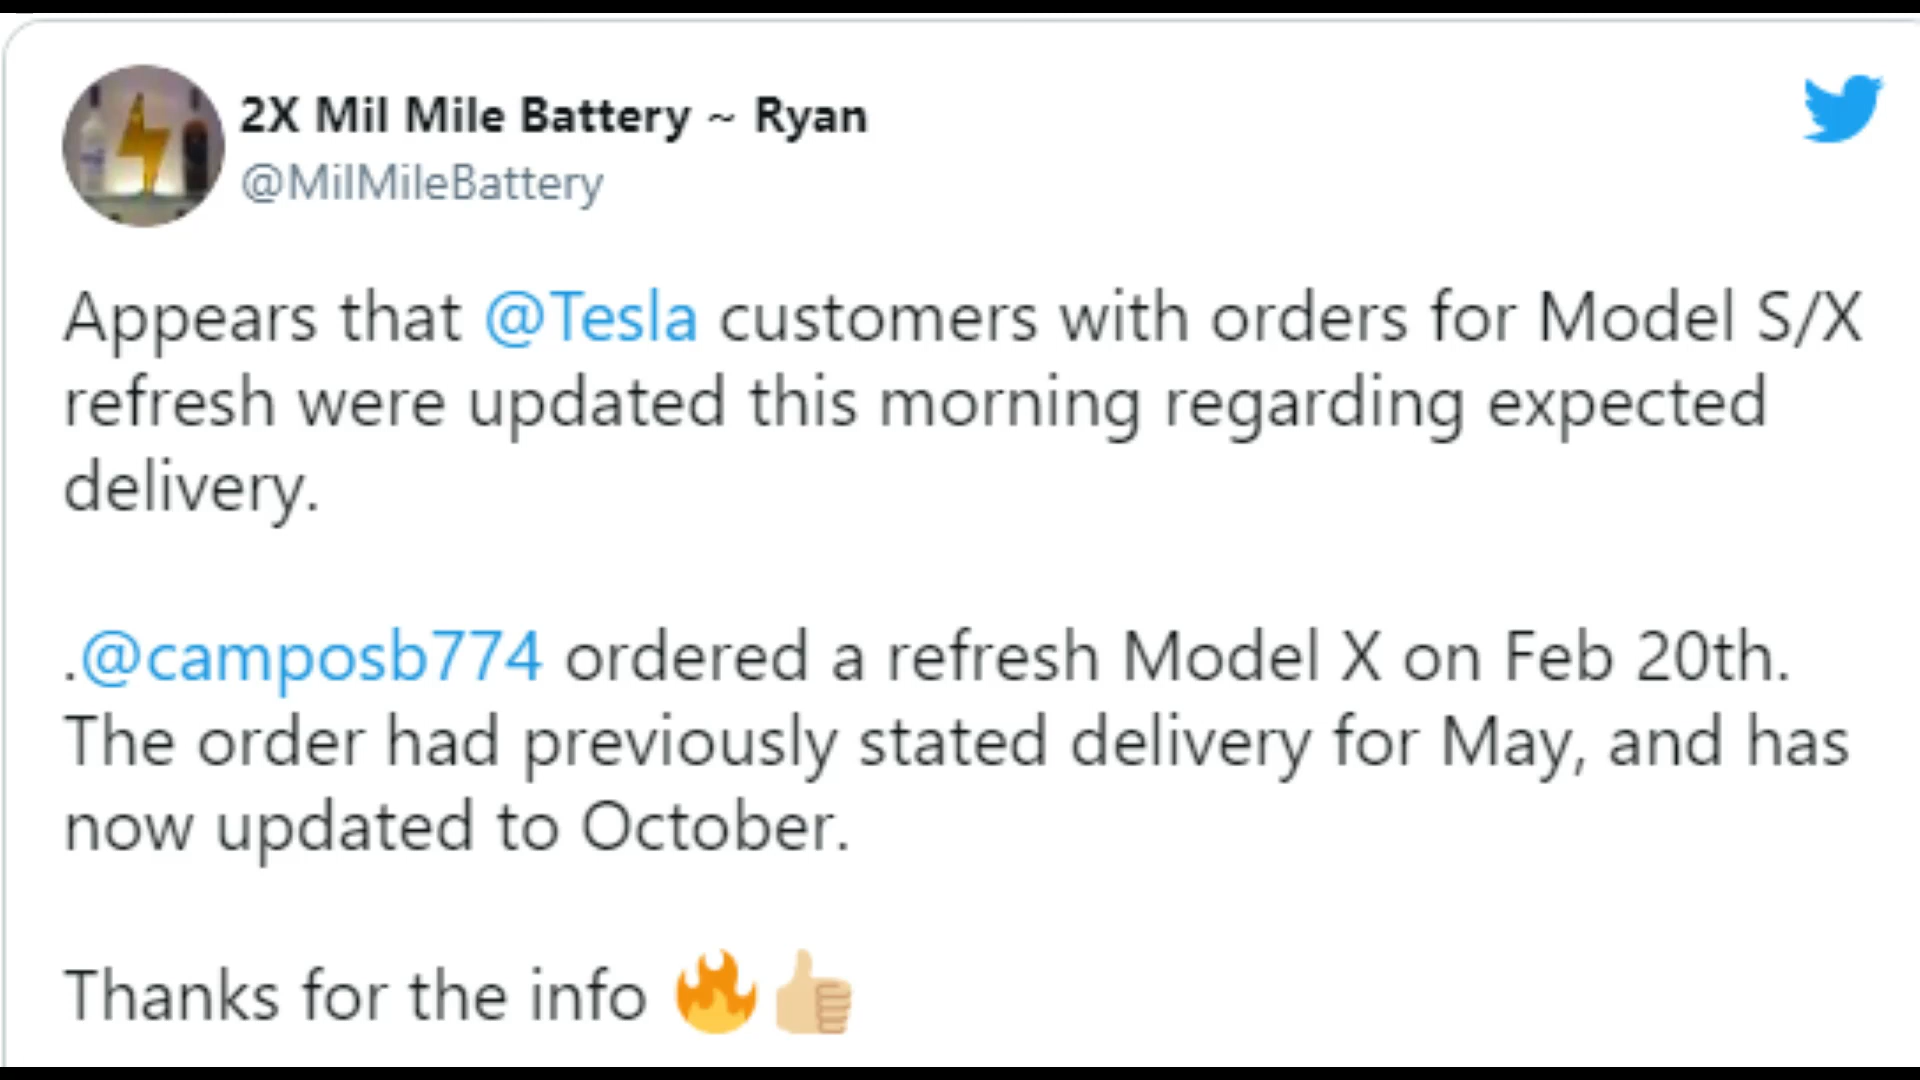 2X Mil Mile Battery ~ Ryan
@MilMileBattery
Appears that @Tesla customers with orders for Model S/X
refresh were updated this morning regarding expected
delivery.
.@camposb774 ordered a refresh Model X on Feb 20th.
The order had previously stated delivery for May, and has
now updated to October.
Thanks for the info 🔥👍🏼